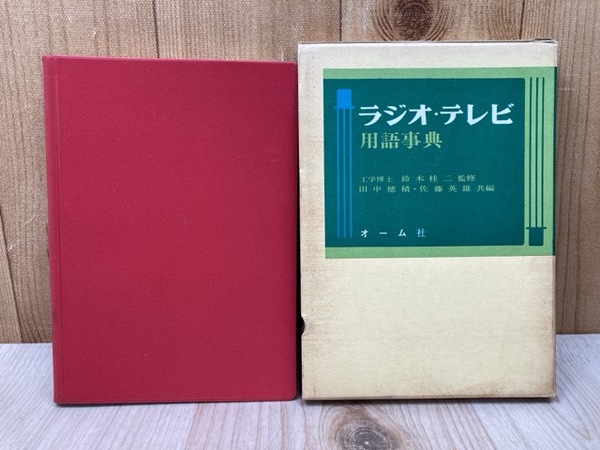 ラジオ・テレビ
用語事典
工学博士 鈴木桂二監修
田中穂積・佐藤英雄共編
オーム社